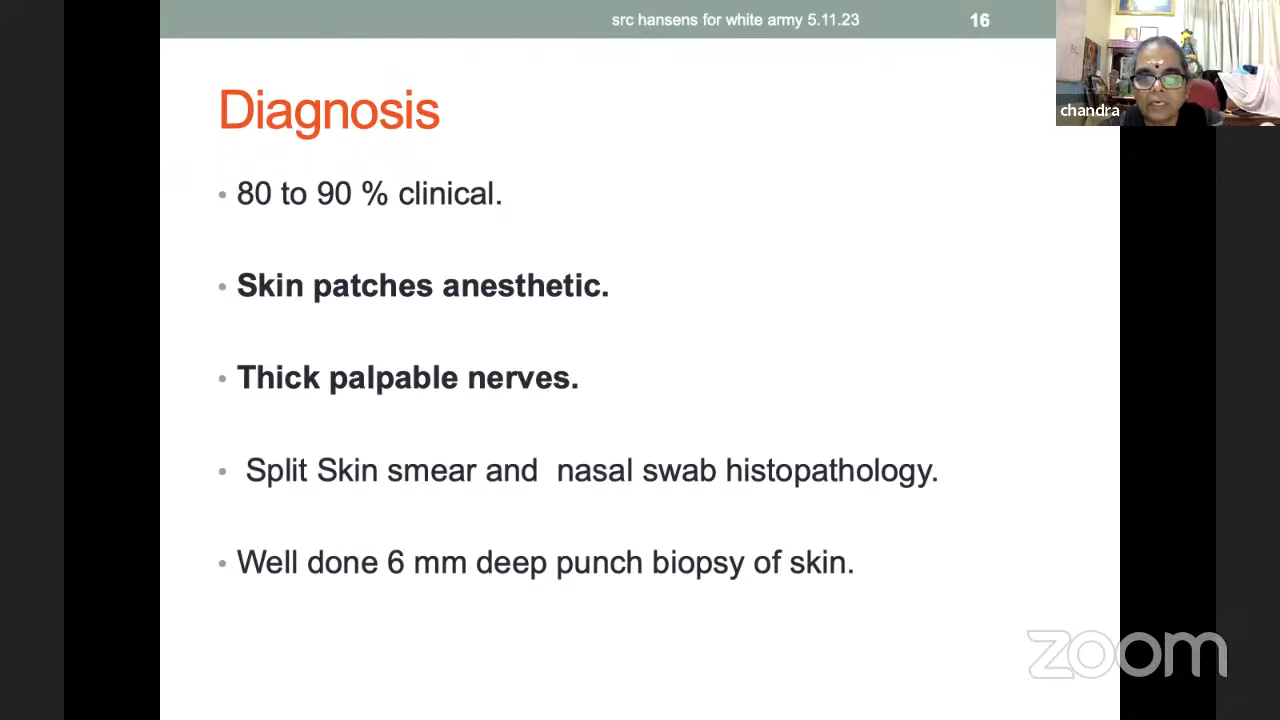 src hansens for white army 5.11.23
16
chandra
Diagnosis
• 80 to 90 % clinical.
• Skin patches anesthetic.
• Thick palpable nerves.
• Split Skin smear and  nasal swab histopathology.
• Well done 6 mm deep punch biopsy of skin.
zoom